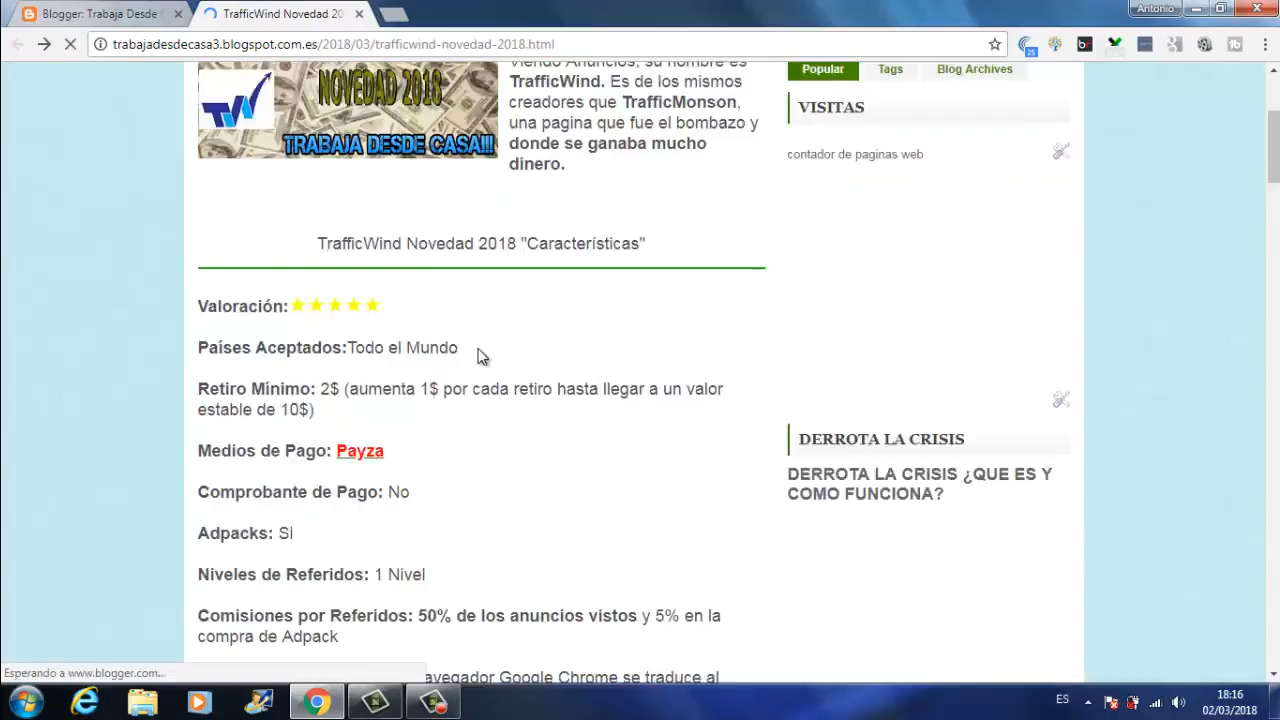 Blogger: Trabaja Desde
TrafficWind Novedad 20
Antonio
trabajadesdecasa3.blogspot.com.es/2018/03/trafficwind-novedad-2018.html
25
NOVEDAD 2018
TRABAJA DESDE CASA!!!
viendo Anuncios, su nombre es
TrafficWind. Es de los mismos
creadores que TrafficMonson,
una pagina que fue el bombazo y
donde se ganaba mucho
dinero.
TrafficWind Novedad 2018 "Características"
Valoración:★★★★★
Países Aceptados:Todo el Mundo
Retiro Mínimo: 2$ (aumenta 1$ por cada retiro hasta llegar a un valor
estable de 10$)
Medios de Pago: Payza
Comprobante de Pago: No
Adpacks: Si
Niveles de Referidos: 1 Nivel
Comisiones por Referidos: 50% de los anuncios vistos y 5% en la
compra de Adpack
avegador Google Chrome se traduce al
Popular
Tags
Blog Archives
VISITAS
contador de paginas web
DERROTA LA CRISIS
DERROTA LA CRISIS ¿QUE ES Y
COMO FUNCIONA?
Esperando a www.blogger.com...
ES
18:16
02/03/2018